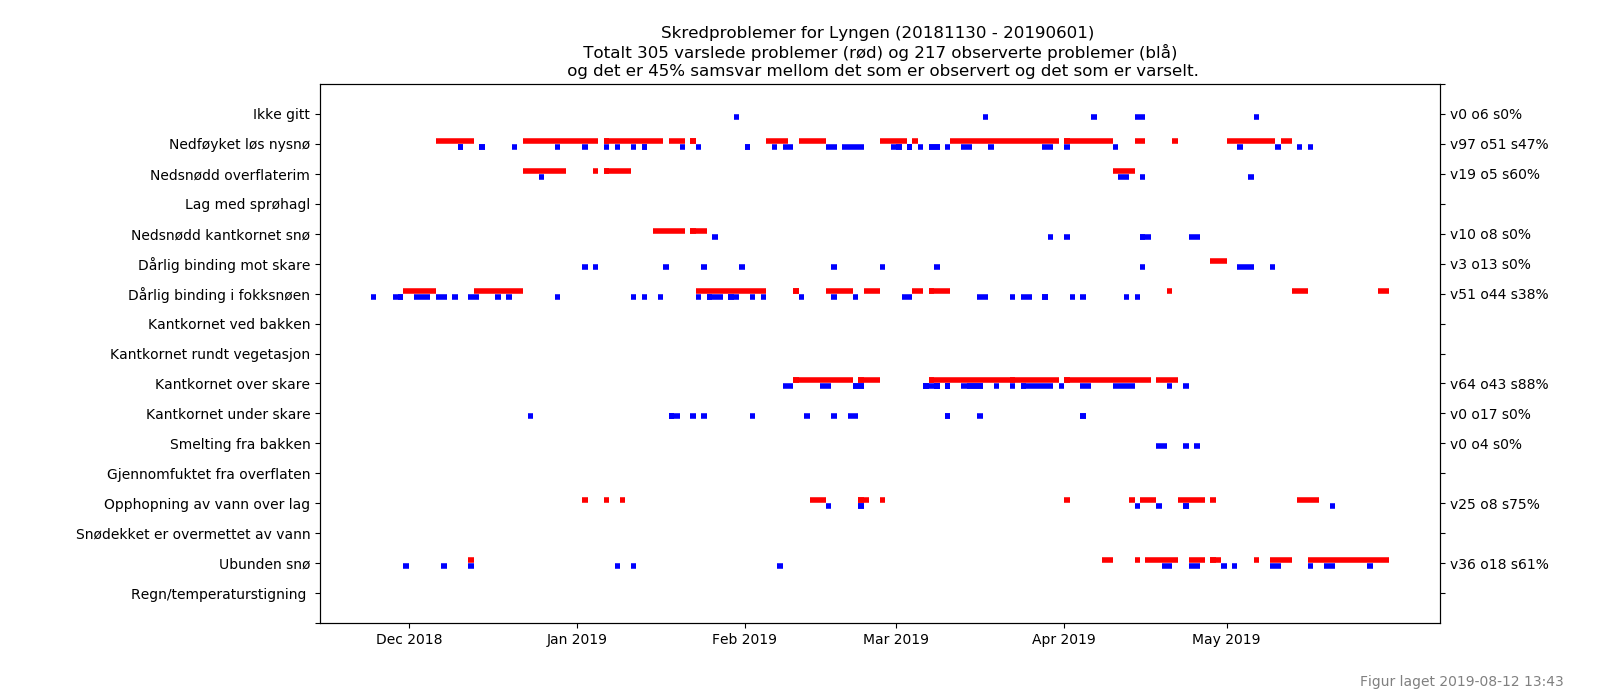 Skredproblemer for Lyngen (20181130 - 20190601)
Totalt 305 varslede problemer (rød) og 217 observerte problemer (blå)
og det er 45% samsvar mellom det som er observert og det som er varselt.
Ikke gitt v0 o6 s0%
Nedføyket løs nysnø v97 o51 s47%
Nedsnødd overflaterim v19 o5 s60%
Lag med sprøhagl
Nedsnødd kantkornet snø v10 o8 s0%
Dårlig binding mot skare v3 o13 s0%
Dårlig binding i fokksnøen v51 o44 s38%
Kantkornet ved bakken
Kantkornet rundt vegetasjon
Kantkornet over skare v64 o43 s88%
Kantkornet under skare v0 o17 s0%
Smelting fra bakken v0 o4 s0%
Gjennomfuktet fra overflaten
Opphopning av vann over lag v25 o8 s75%
Snødekket er overmettet av vann
Ubunden snø v36 o18 s61%
Regn/temperaturstigning
Dec 2018 Jan 2019 Feb 2019 Mar 2019 Apr 2019 May 2019
Figur laget 2019-08-12 13:43